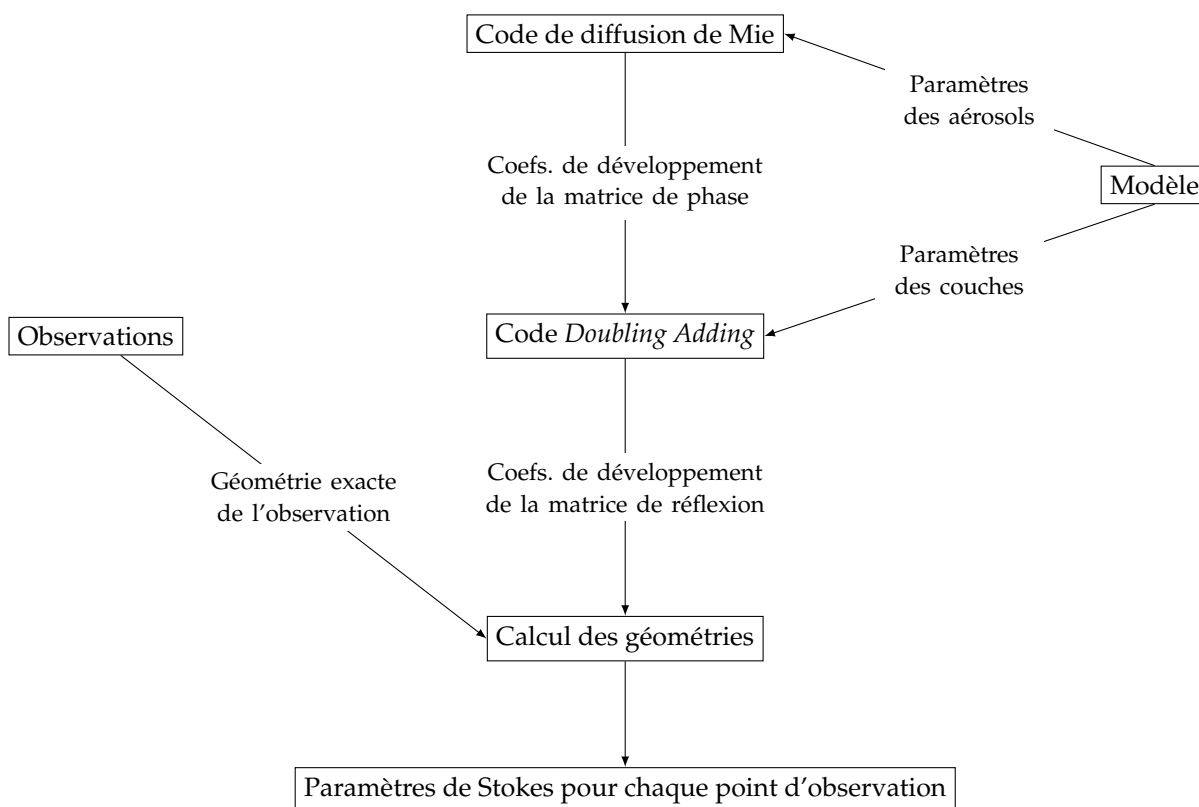 Code de diffusion de Mie
Paramètres
des aérosols
Coefs. de développement
de la matrice de phase
Modèle
Paramètres
des couches
Observations
Code Doubling Adding
Géométrie exacte
de l'observation
Coefs. de développement
de la matrice de réflexion
Calcul des géométries
Paramètres de Stokes pour chaque point d'observation